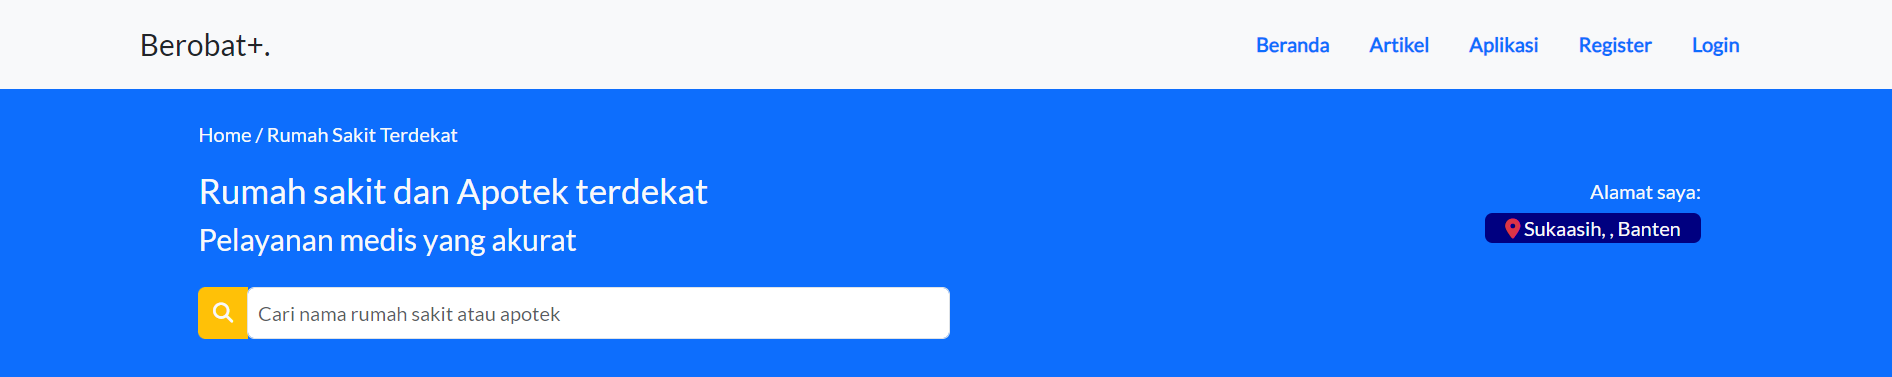 Berobat+.
Beranda Artikel Aplikasi Register Login
Home / Rumah Sakit Terdekat
Rumah sakit dan Apotek terdekat
Pelayanan medis yang akurat
Alamat saya:
Sukaasih, , Banten
Cari nama rumah sakit atau apotek